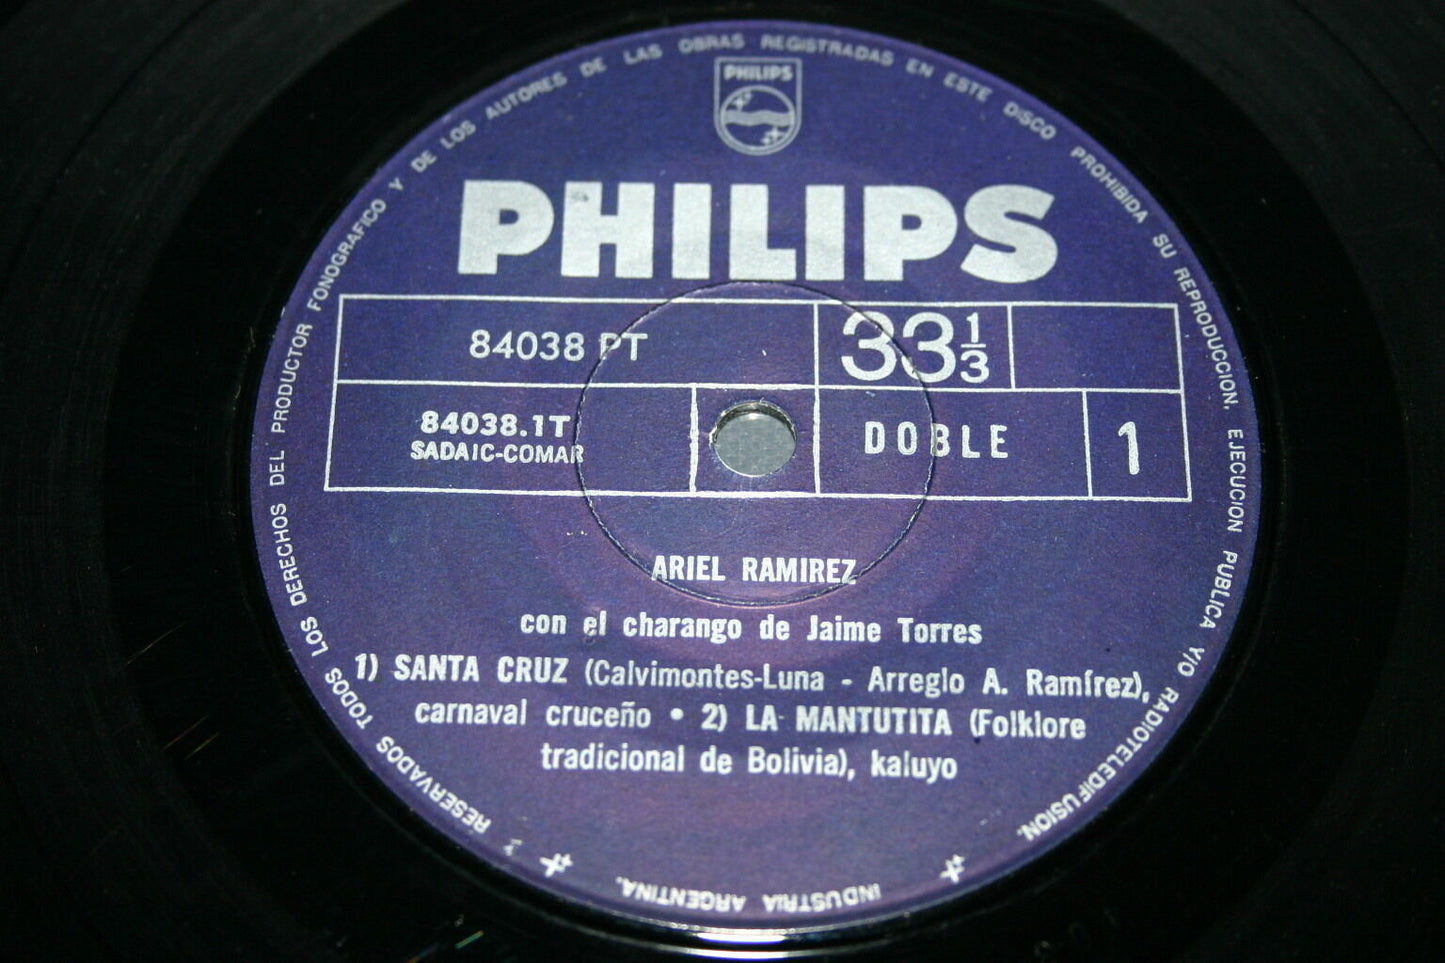 RESERVADOS TODOS LOS DERECHOS DEL PRODUCTOR FONOGRAFICO Y DE LOS AUTORES DE LAS OBRAS REGISTRADAS EN ESTE DISCO PROHIBIDA SU REPRODUCCION, EJECUCION PUBLICA Y/O RADIOTELEDIFUSION.
PHILIPS
PHILIPS
84038 PT
33 1/3
84038.1T
SADAIC-COMAR
DOBLE
1
ARIEL RAMIREZ
con el charango de Jaime Torres
1) SANTA CRUZ (Calvimontes-Luna - Arreglo A. Ramírez),
carnaval cruceño • 2) LA MANTUTITA (Folklore
tradicional de Bolivia), kaluyo
INDUSTRIA ARGENTINA.